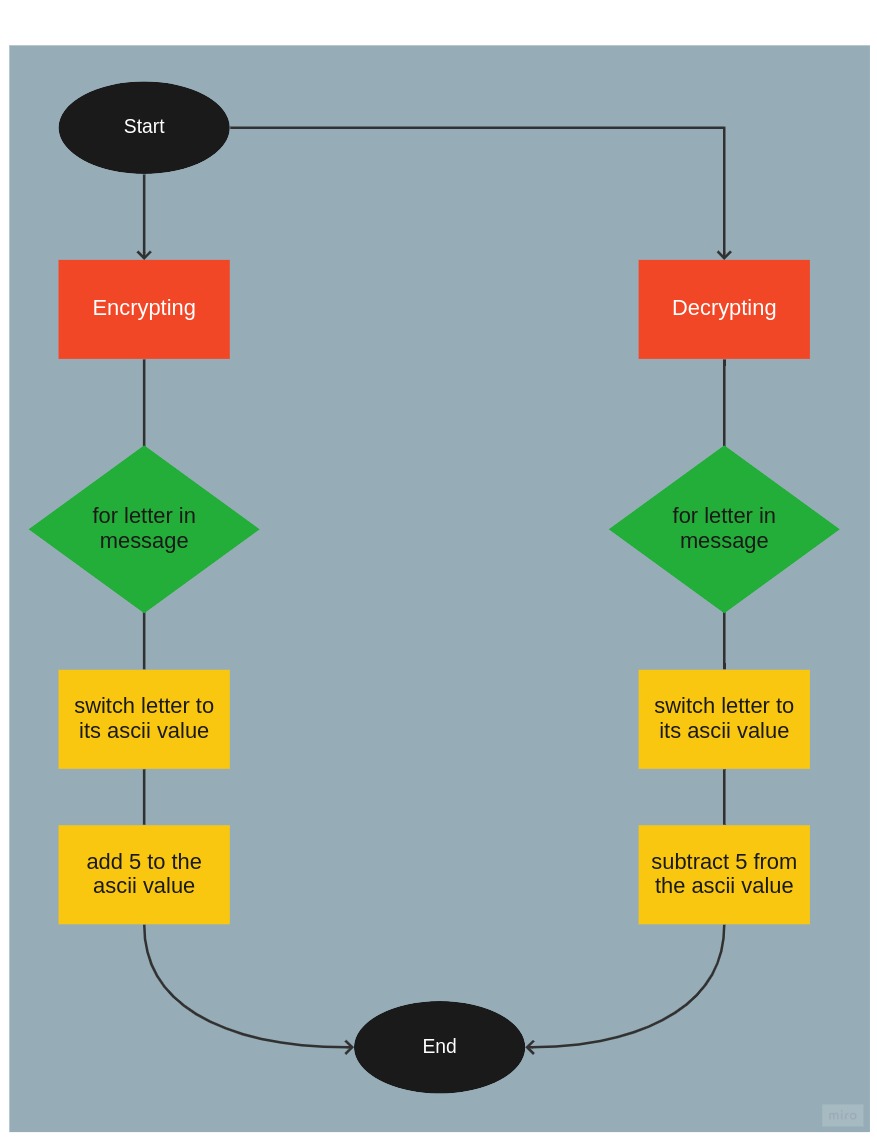 Start
Encrypting
Decrypting
for letter in
message
for letter in
message
switch letter to
its ascii value
switch letter to
its ascii value
add 5 to the
ascii value
subtract 5 from
the ascii value
End
miro